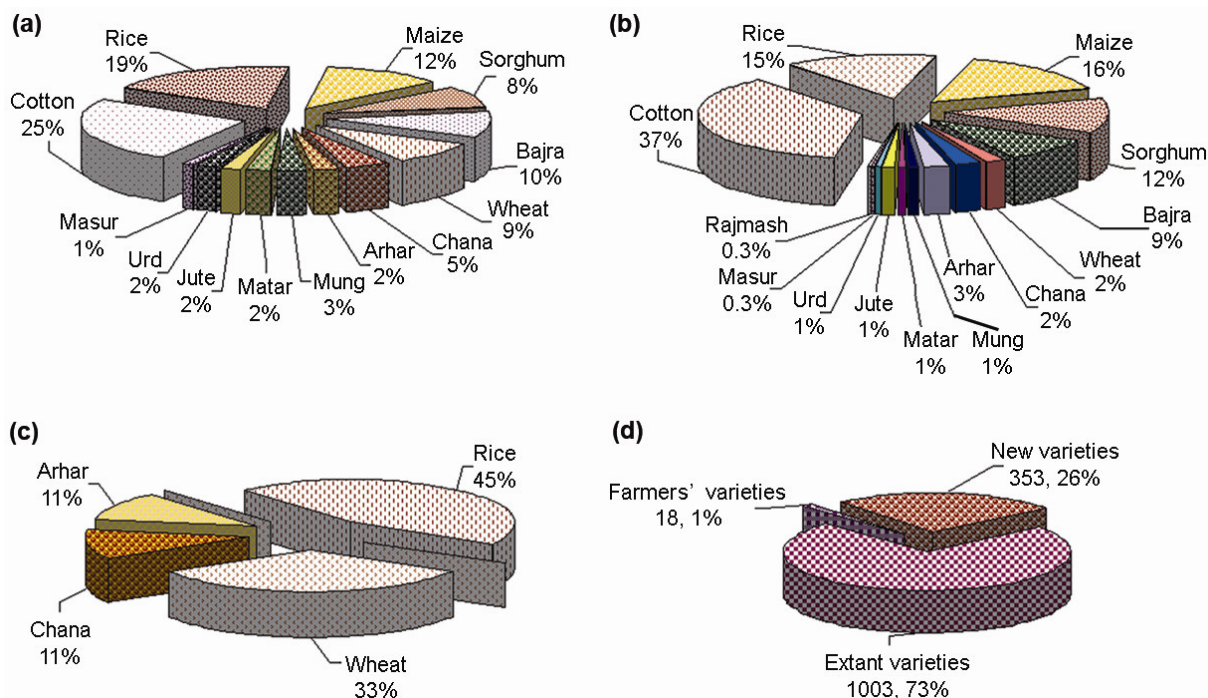 (a)
Rice
19%
Maize
12%
Sorghum
8%
Cotton
25%
Bajra
10%
Wheat
9%
Chana
5%
Arhar
2%
Mung
3%
Matar
2%
Jute
2%
Urd
2%
Masur
1%
(b)
Rice
15%
Maize
16%
Cotton
37%
Sorghum
12%
Bajra
9%
Wheat
2%
Chana
2%
Arhar
3%
Mung
1%
Matar
1%
Jute
1%
Urd
1%
Masur
0.3%
Rajmash
0.3%
(c)
Rice
45%
Arhar
11%
Chana
11%
Wheat
33%
(d)
New varieties
353, 26%
Farmers’ varieties
18, 1%
Extant varieties
1003, 73%